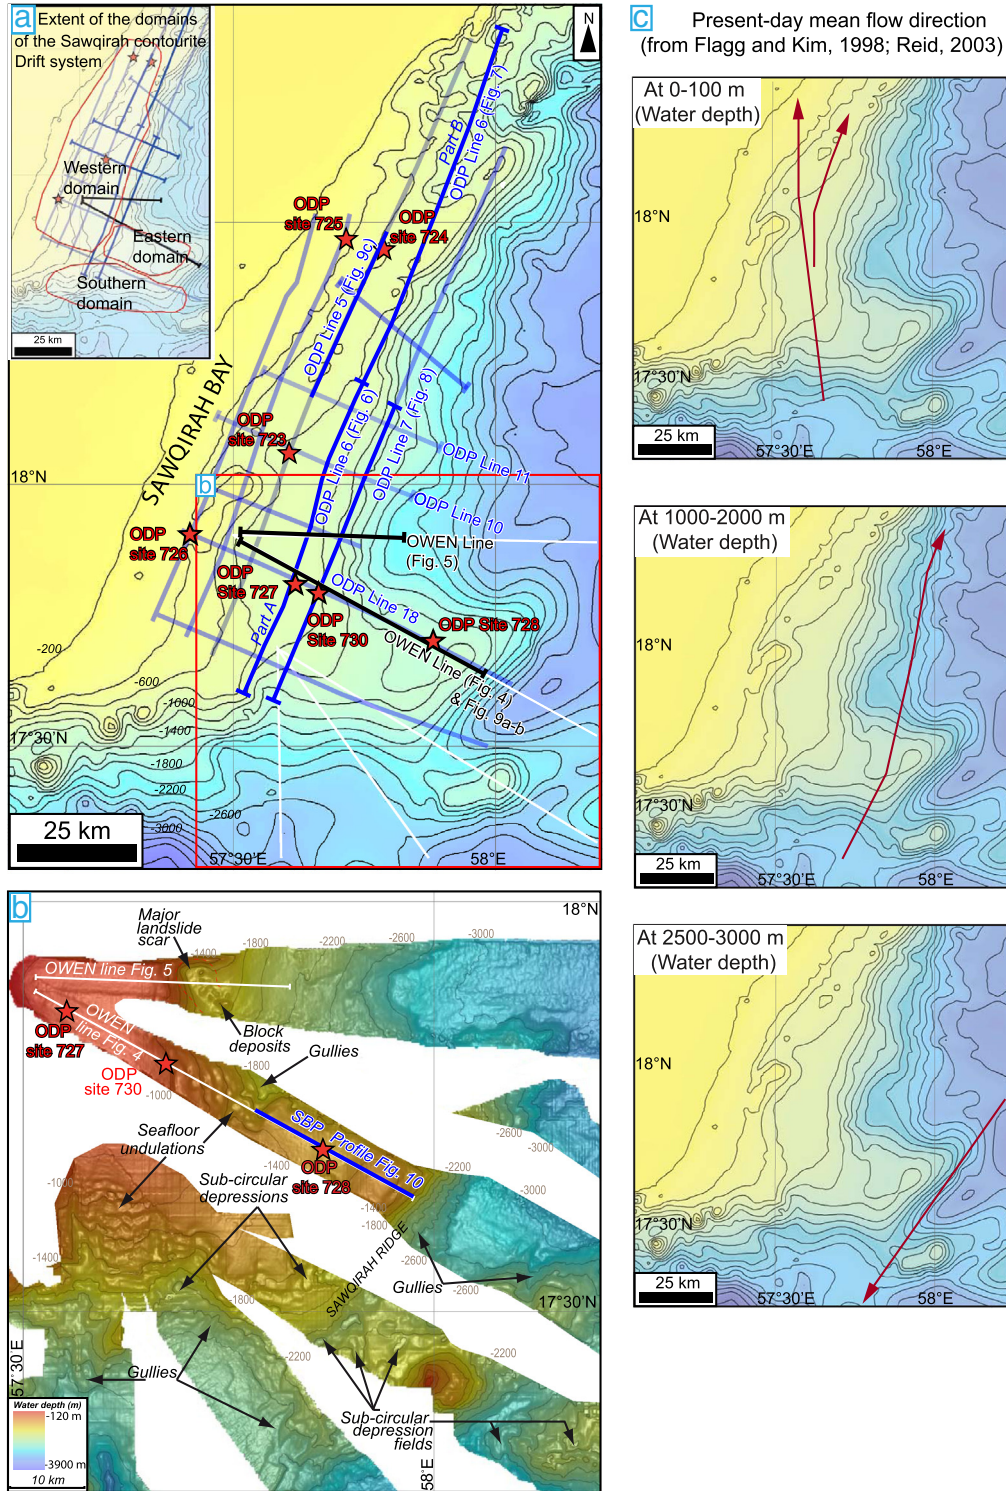 a
Extent of the domains
of the Sawqirah contourite
Drift system
Western
domain
Eastern
domain
Southern
domain
25 km
N
Part B
ODP Line 6 (Fig. 7)
ODP
site 725
ODP
site 724
ODP Line 5 (Fig. 9c)
SAWQIRAH BAY
ODP Line 6 (Fig. 6)
ODP Line 7 (Fig. 8)
ODP
site 723
ODP Line 11
18°N
b
ODP Line 10
ODP
site 726
OWEN Line
(Fig. 5)
ODP
Site 727
ODP Line 18
Part A
ODP
Site 730
ODP Site 728
OWEN Line (Fig. 4)
& Fig. 9a-b
-200
-600
-1000
-1400
-1800
-2200
-2600
-3000
17°30'N
25 km
57°30'E
58°E
b
18°N
Major
landslide
scar
-1400
-1800
-2200
-2600
-3000
OWEN line Fig. 5
OWEN
line Fig. 4
ODP
site 727
Block
deposits
Gullies
ODP
site 730
-1800
-1000
Seafloor
undulations
SBP Profile Fig. 10
-2600
-3000
-1400
ODP
site 728
Sub-circular
depressions
-2200
-3000
-1000
-1400
-1800
-2600
SAWQIRAH RIDGE
Gullies
-2600
17°30'N
-1400
-1800
-2200
-2200
Gullies
Sub-circular
depression
fields
57°30 E
58°E
Water depth (m)
-120 m
-3900 m
10 km
c
Present-day mean flow direction
(from Flagg and Kim, 1998; Reid, 2003)
At 0-100 m
(Water depth)
18°N
17°30'N
25 km
57°30'E
58°E
At 1000-2000 m
(Water depth)
18°N
17°30'N
25 km
57°30'E
58°E
At 2500-3000 m
(Water depth)
18°N
17°30'N
25 km
57°30'E
58°E